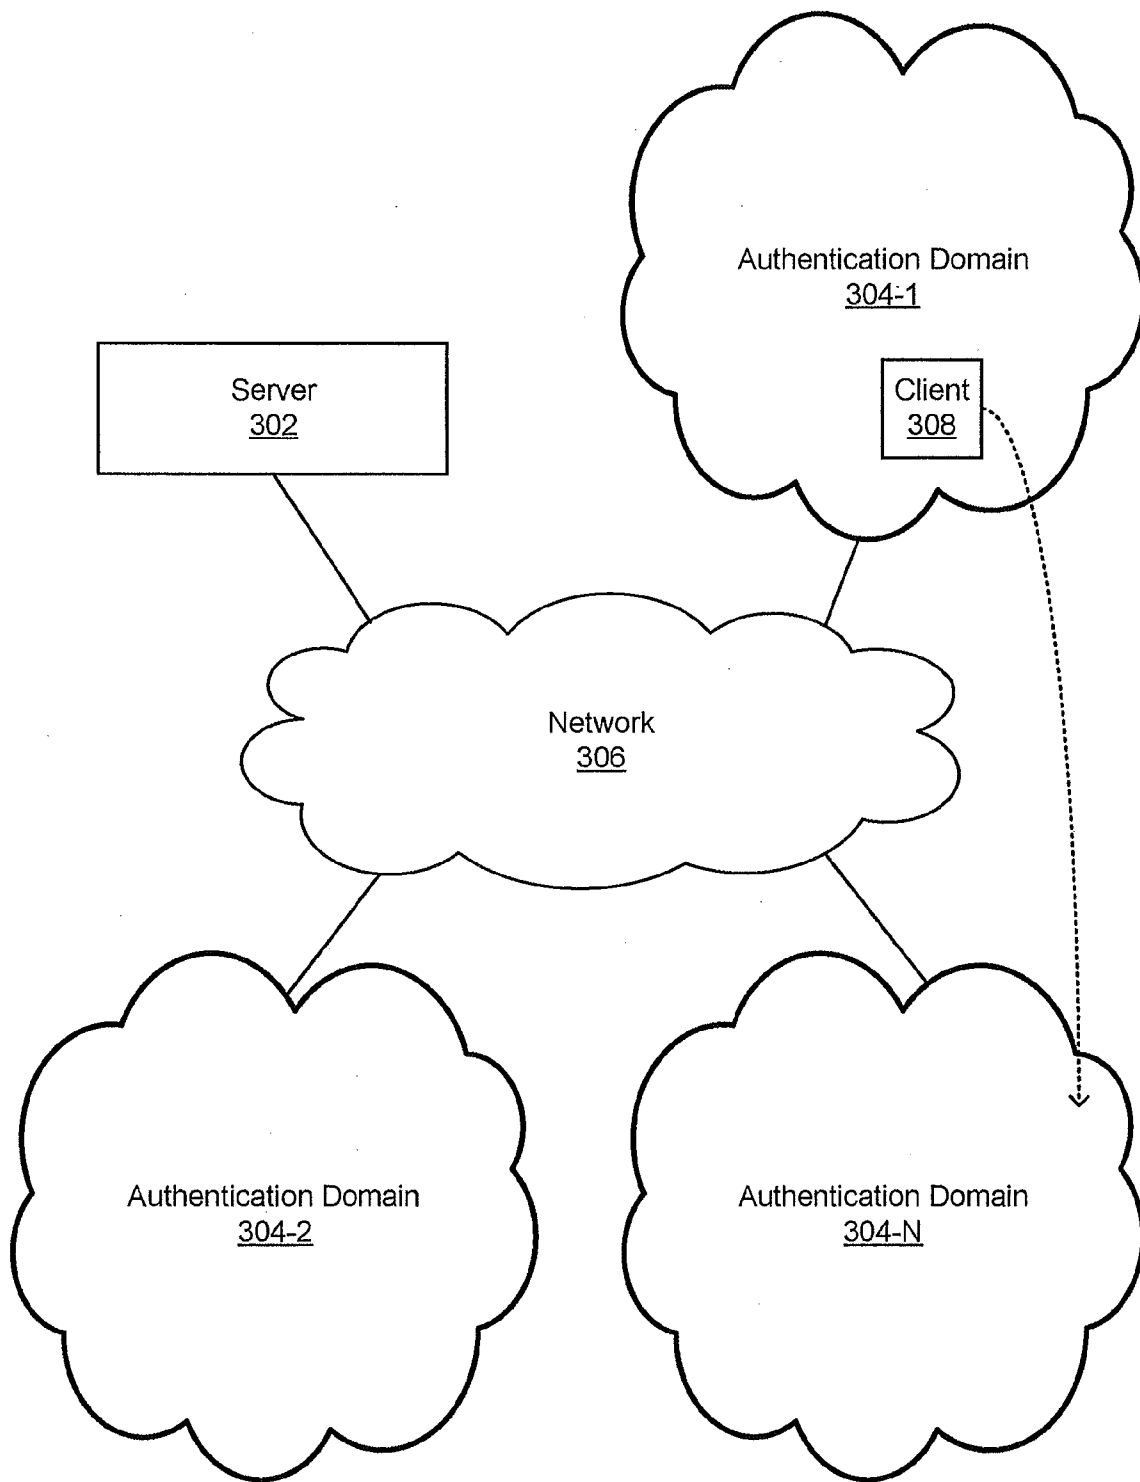 Authentication Domain
304-1
Server
302
Client
308
Network
306
Authentication Domain
304-2
Authentication Domain
304-N